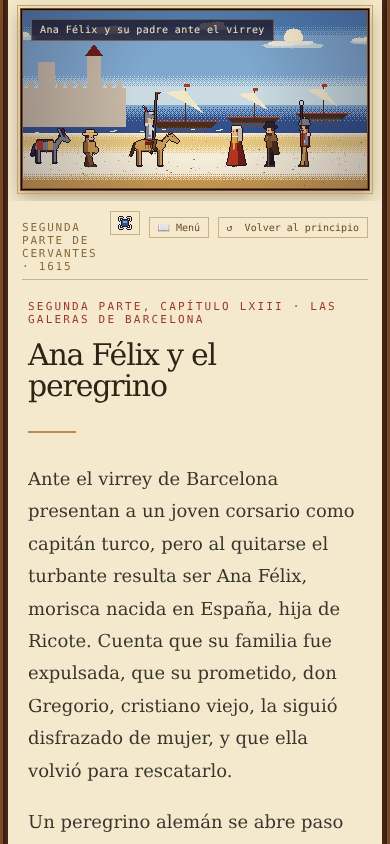 Ana Félix y su padre ante el virrey
SEGUNDA
PARTE DE
CERVANTES
· 1615
📖 Menú
↺ Volver al principio
SEGUNDA PARTE, CAPÍTULO LXIII · LAS
GALERAS DE BARCELONA
Ana Félix y el
peregrino
Ante el virrey de Barcelona
presentan a un joven corsario como
capitán turco, pero al quitarse el
turbante resulta ser Ana Félix,
morisca nacida en España, hija de
Ricote. Cuenta que su familia fue
expulsada, que su prometido, don
Gregorio, cristiano viejo, la siguió
disfrazado de mujer, y que ella
volvió para rescatarlo.
Un peregrino alemán se abre paso